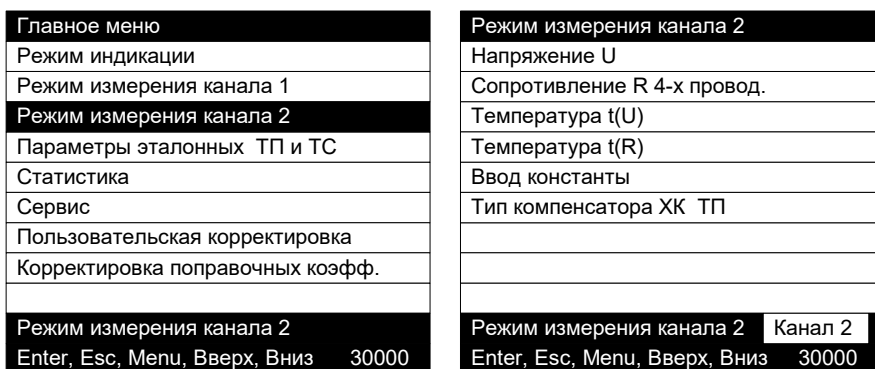 Главное меню
Режим индикации
Режим измерения канала 1
Режим измерения канала 2
Параметры эталонных ТП и ТС
Статистика
Сервис
Пользовательская корректировка
Корректировка поправочных коэфф.
Режим измерения канала 2
Enter, Esc, Menu, Вверх, Вниз 30000
Режим измерения канала 2
Напряжение U
Сопротивление R 4-х провод.
Температура t(U)
Температура t(R)
Ввод константы
Тип компенсатора ХК ТП
Режим измерения канала 2 Канал 2
Enter, Esc, Menu, Вверх, Вниз 30000